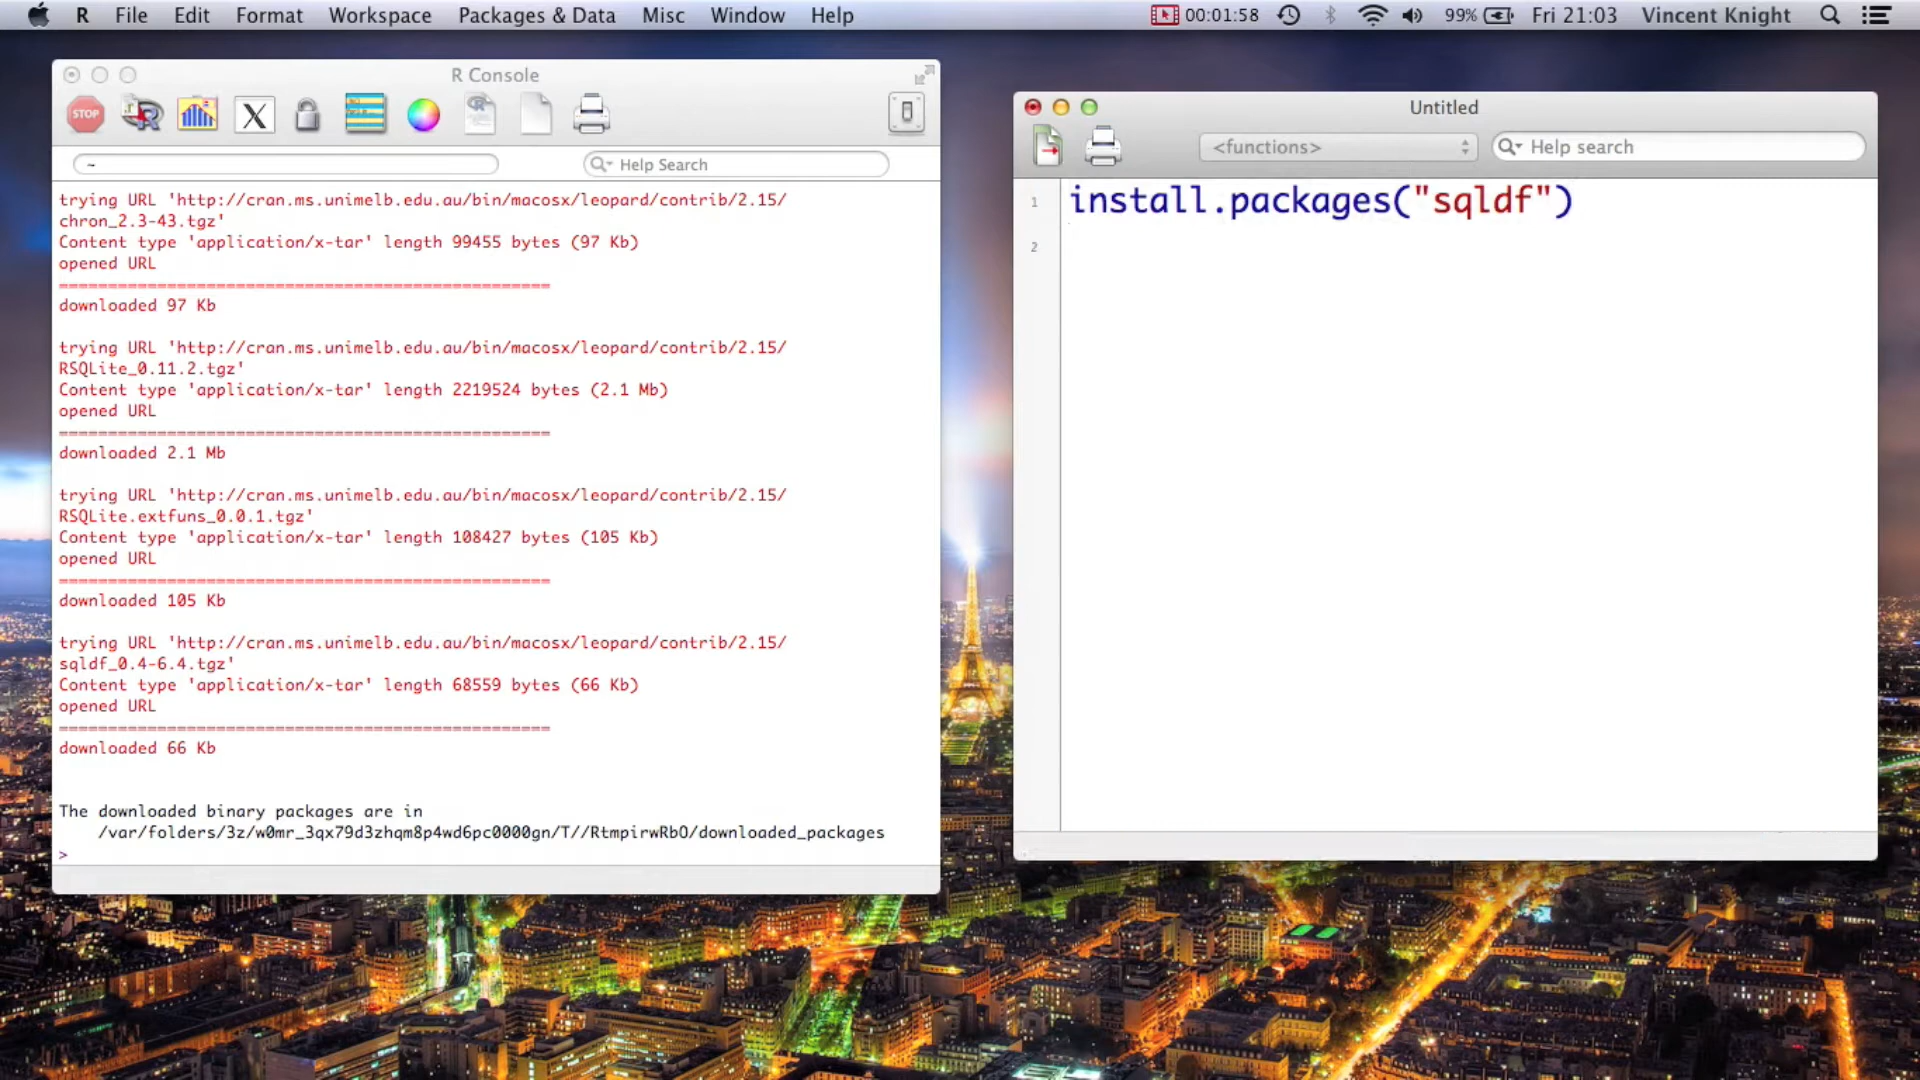 R File Edit Format Workspace Packages & Data Misc Window Help 00:01:58 99% Fri 21:03 Vincent Knight
R Console
STOP
X
~ Help Search
trying URL 'http://cran.ms.unimelb.edu.au/bin/macosx/leopard/contrib/2.15/
chron_2.3-43.tgz'
Content type 'application/x-tar' length 99455 bytes (97 Kb)
opened URL
==================================================
downloaded 97 Kb
trying URL 'http://cran.ms.unimelb.edu.au/bin/macosx/leopard/contrib/2.15/
RSQLite_0.11.2.tgz'
Content type 'application/x-tar' length 2219524 bytes (2.1 Mb)
opened URL
==================================================
downloaded 2.1 Mb
trying URL 'http://cran.ms.unimelb.edu.au/bin/macosx/leopard/contrib/2.15/
RSQLite.extfuns_0.0.1.tgz'
Content type 'application/x-tar' length 108427 bytes (105 Kb)
opened URL
==================================================
downloaded 105 Kb
trying URL 'http://cran.ms.unimelb.edu.au/bin/macosx/leopard/contrib/2.15/
sqldf_0.4-6.4.tgz'
Content type 'application/x-tar' length 68559 bytes (66 Kb)
opened URL
==================================================
downloaded 66 Kb
The downloaded binary packages are in
/var/folders/3z/w0mr_3qx79d3zhqm8p4wd6pc0000gn/T//RtmpirwRbO/downloaded_packages
>
Untitled
<functions> Help search
1 install.packages("sqldf")
2